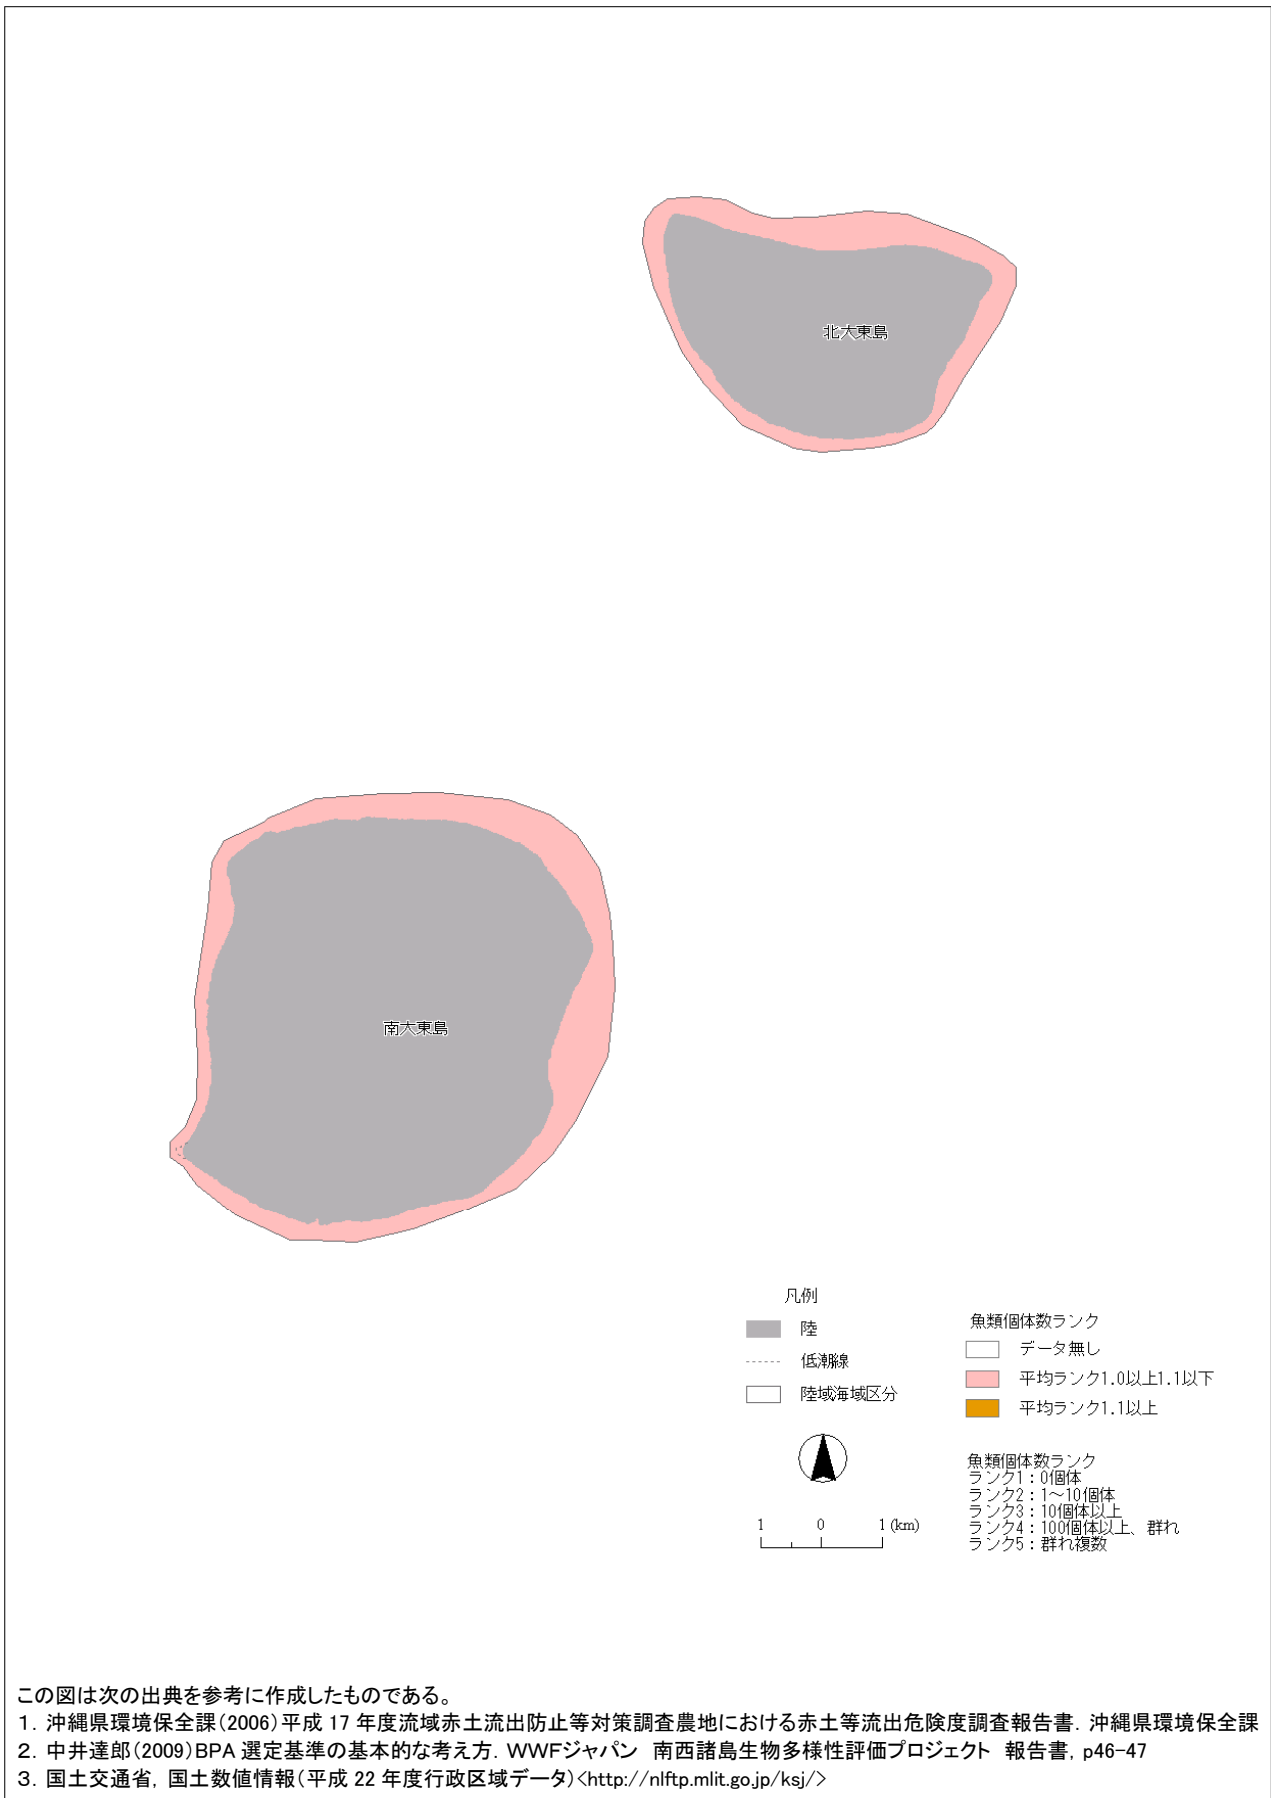 北大東島
南大東島
凡例
陸
低潮線
陸域海域区分
魚類個体数ランク
データ無し
平均ランク1.0以上1.1以下
平均ランク1.1以上
魚類個体数ランク
ランク1：0個体
ランク2：1～10個体
ランク3：10個体以上
ランク4：100個体以上、群れ
ランク5：群れ複数
1 0 1 (km)
この図は次の出典を参考に作成したものである。
1. 沖縄県環境保全課(2006)平成 17 年度流域赤土流出防止等対策調査農地における赤土等流出危険度調査報告書. 沖縄県環境保全課
2. 中井達郎(2009)BPA 選定基準の基本的な考え方. WWFジャパン 南西諸島生物多様性評価プロジェクト 報告書, p46-47
3. 国土交通省, 国土数値情報(平成 22 年度行政区域データ)<http://nlftp.mlit.go.jp/ksj/>